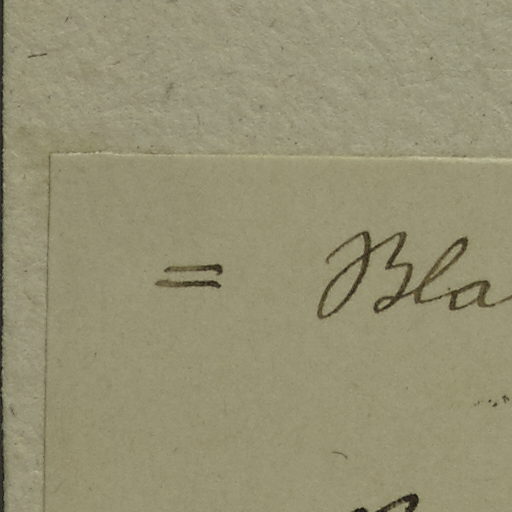 = Bla